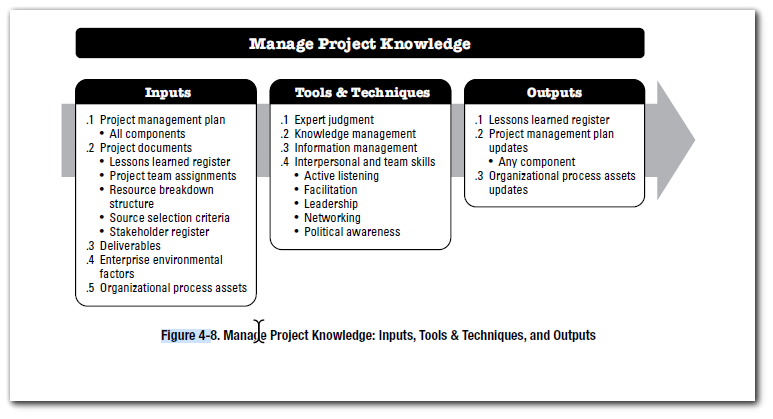 Manage Project Knowledge
Inputs
.1 Project management plan
• All components
.2 Project documents
• Lessons learned register
• Project team assignments
• Resource breakdown
structure
• Source selection criteria
• Stakeholder register
.3 Deliverables
.4 Enterprise environmental
factors
.5 Organizational process assets
Tools & Techniques
.1 Expert judgment
.2 Knowledge management
.3 Information management
.4 Interpersonal and team skills
• Active listening
• Facilitation
• Leadership
• Networking
• Political awareness
Outputs
.1 Lessons learned register
.2 Project management plan
updates
• Any component
.3 Organizational process assets
updates
Figure 4-8. Manage Project Knowledge: Inputs, Tools & Techniques, and Outputs